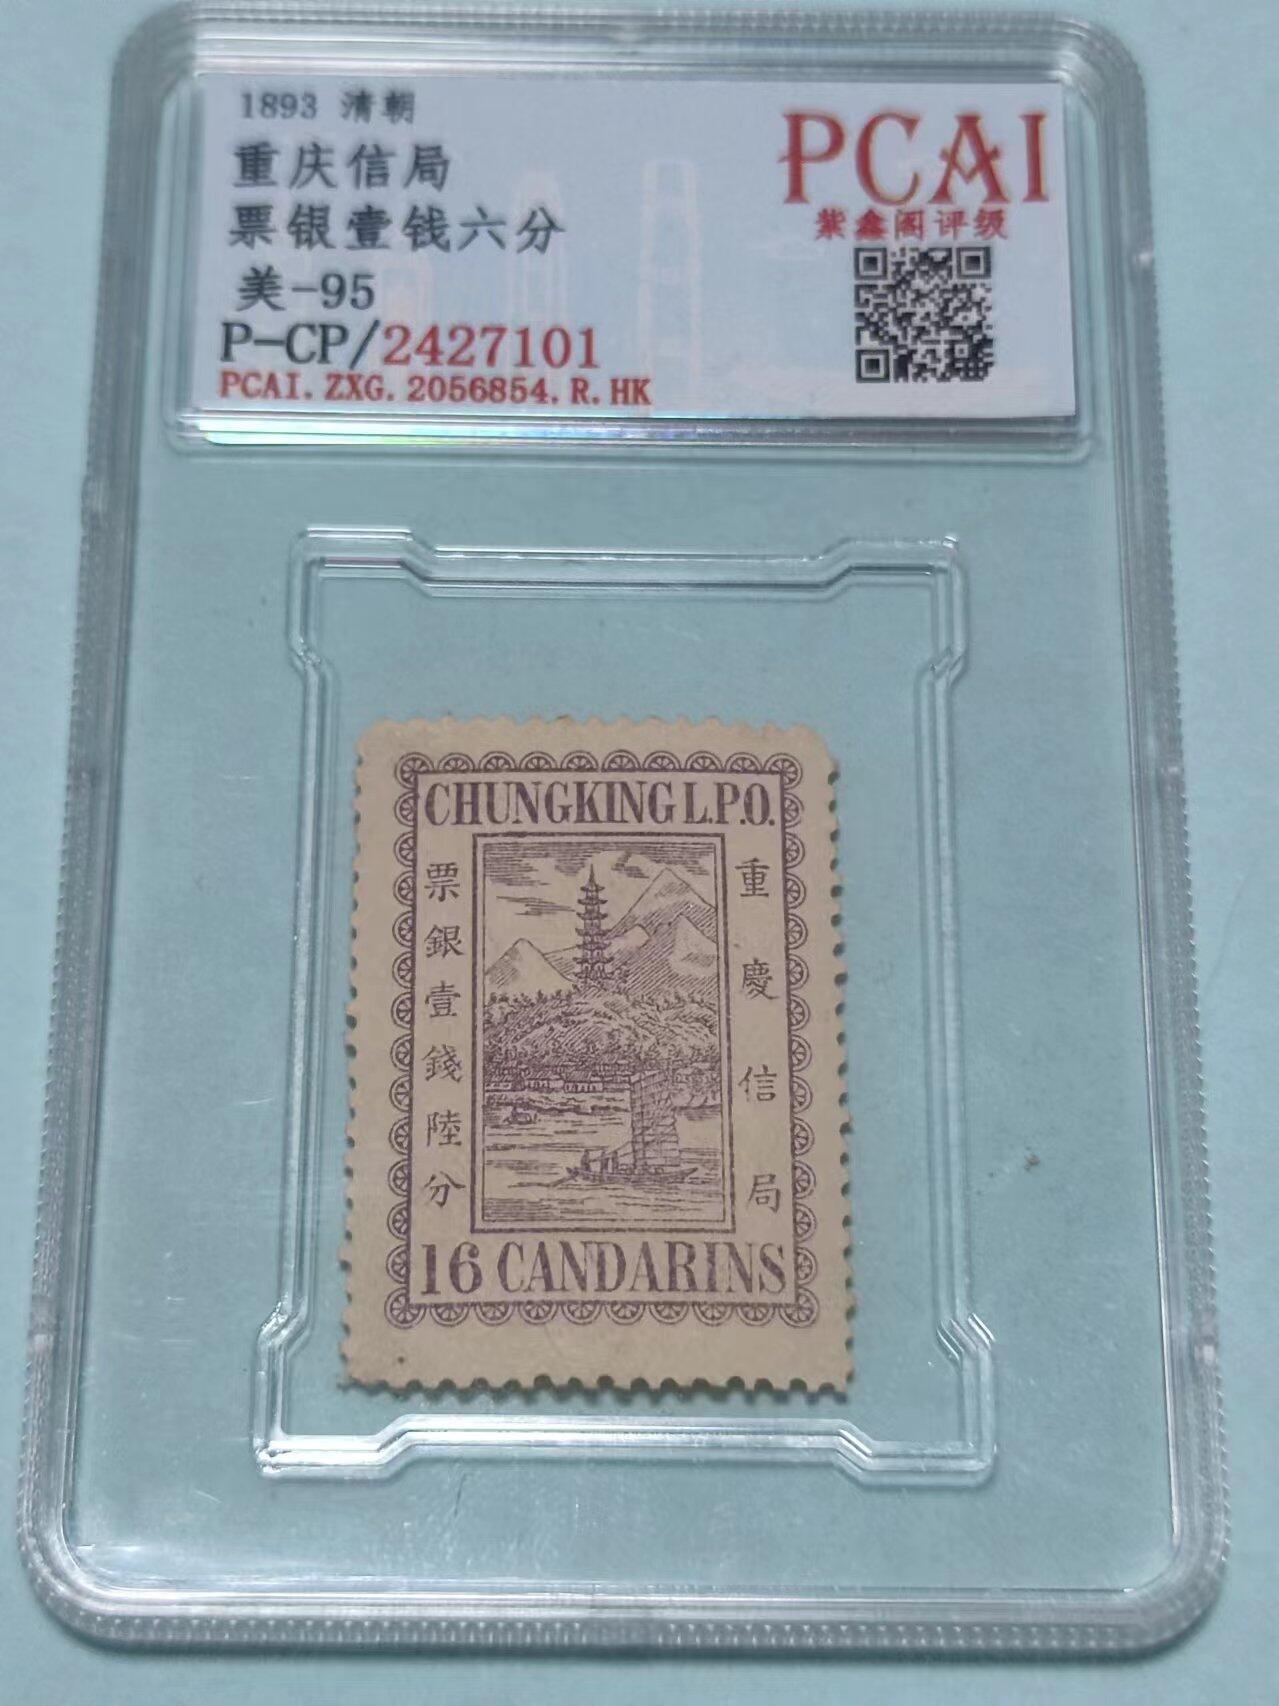 1893 清朝
重庆信局
票银壹钱六分
美-95
P-CP/2427101
PCAI. ZXG. 2056854. R. HK
PCAI
紫鑫阁评级
CHUNGKING L.P.O.
重慶信局
票銀壹錢陸分
16 CANDARINS